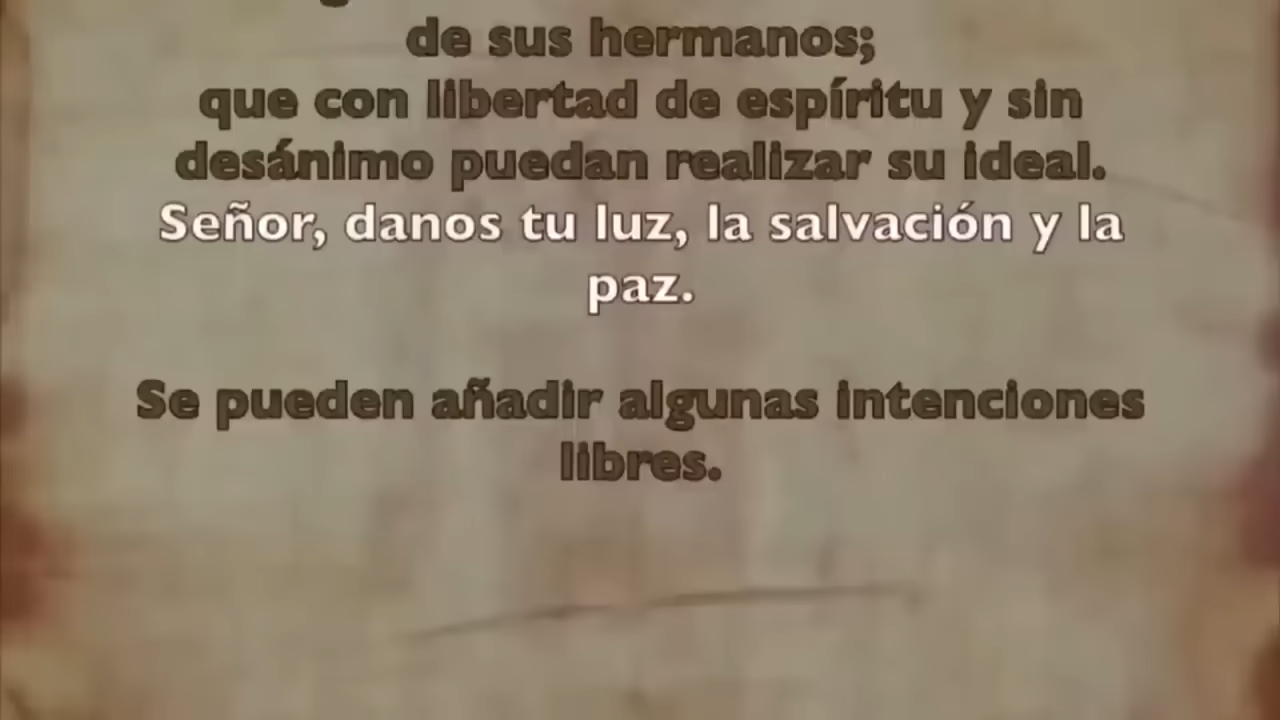 de sus hermanos;
que con libertad de espíritu y sin
desánimo puedan realizar su ideal.
Señor, danos tu luz, la salvación y la
paz.
Se pueden añadir algunas intenciones
libres.